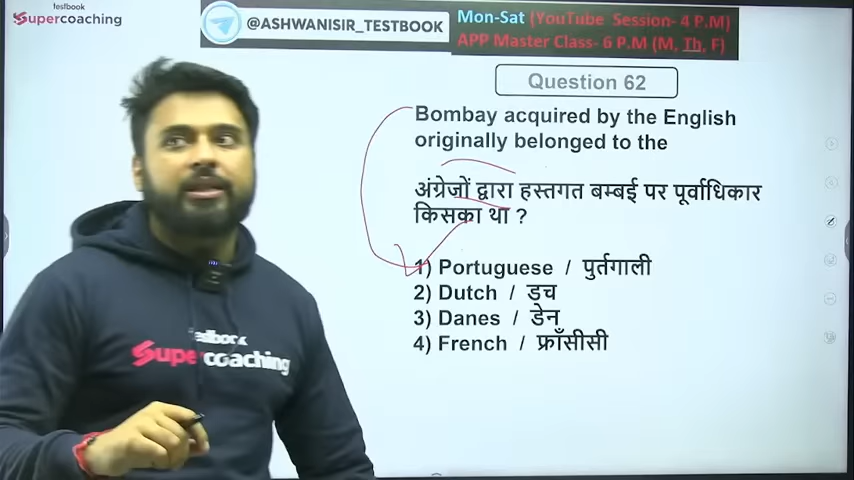 testbook
Supercoaching
@ASHWANISIR_TESTBOOK
Mon-Sat (YouTube Session- 4 P.M)
APP Master Class- 6 P.M (M, Th, F)
Question 62
Bombay acquired by the English
originally belonged to the
अंग्रेजों द्वारा हस्तगत बम्बई पर पूर्वाधिकार
किसका था ?
1) Portuguese / पुर्तगाली
2) Dutch / डच
3) Danes / डेन
4) French / फ्राँसीसी
testbook
Supercoaching